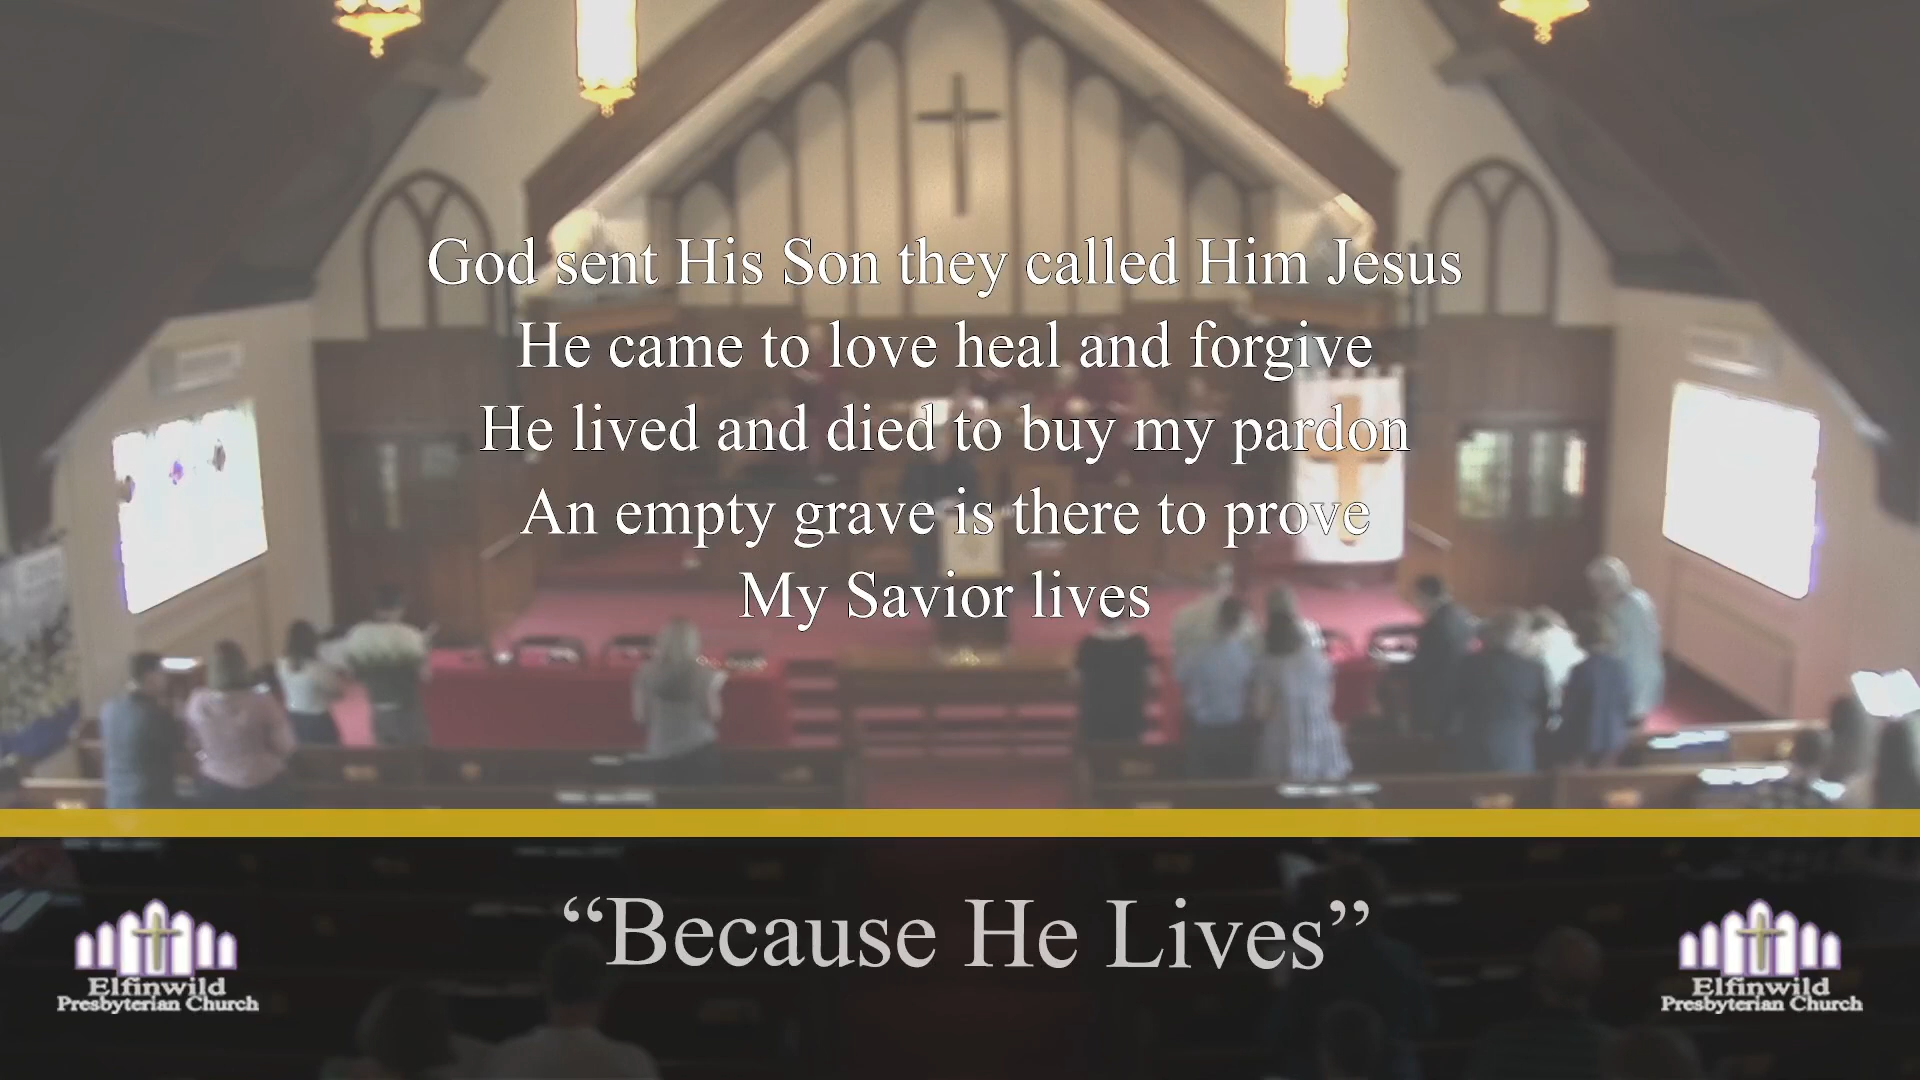 God sent His Son they called Him Jesus
He came to love heal and forgive
He lived and died to buy my pardon
An empty grave is there to prove
My Savior lives
“Because He Lives”
Elfinwild
Presbyterian Church
Elfinwild
Presbyterian Church